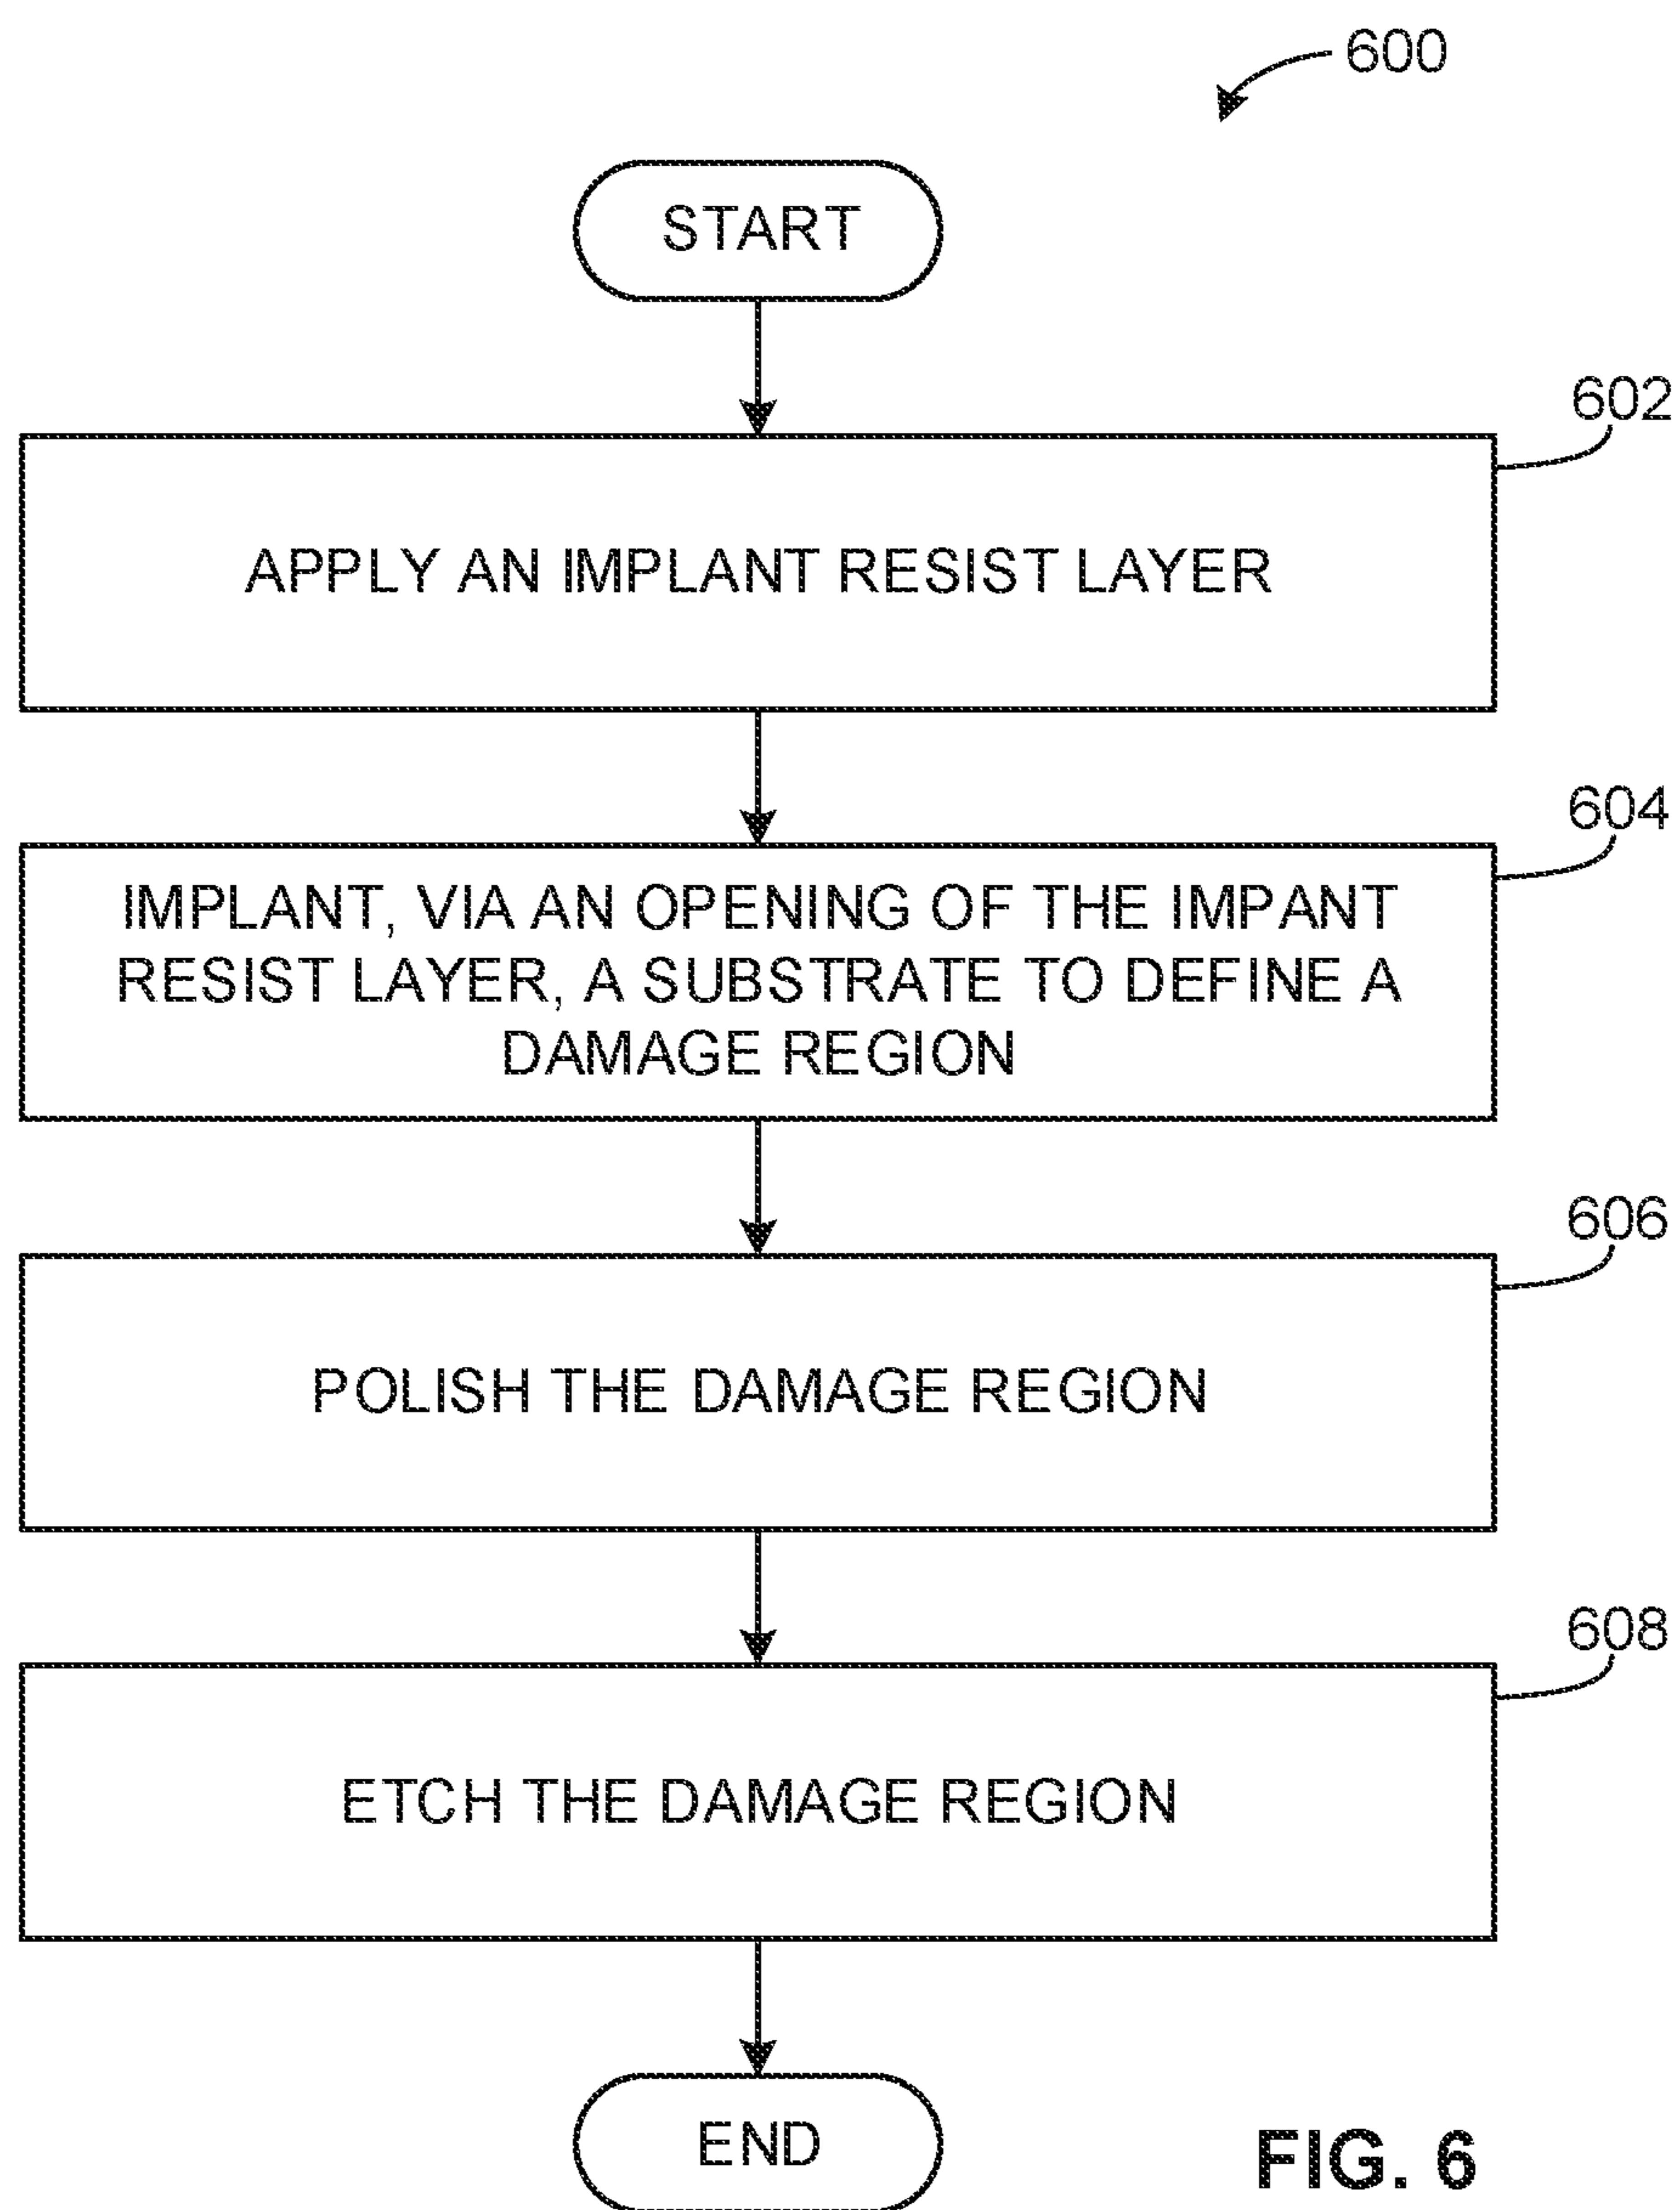 600
START
602
APPLY AN IMPLANT RESIST LAYER
604
IMPLANT, VIA AN OPENING OF THE IMPANT
RESIST LAYER, A SUBSTRATE TO DEFINE A
DAMAGE REGION
606
POLISH THE DAMAGE REGION
608
ETCH THE DAMAGE REGION
END
FIG. 6